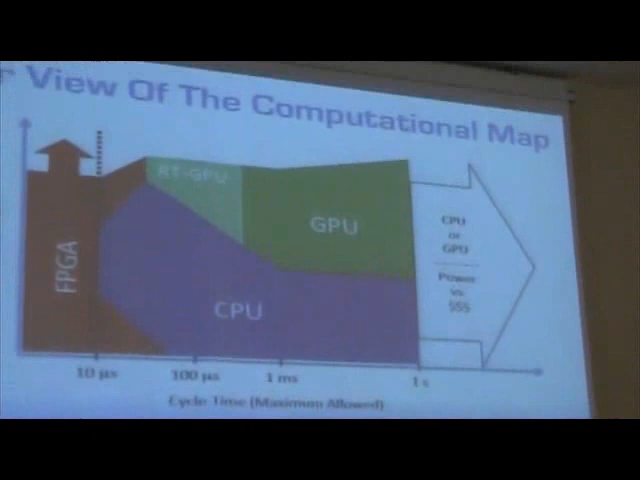 r View Of The Computational Map
RT-GPU
GPU
FPGA
CPU
CPU
or
GPU
Power
vs.
$$$
10 µs
100 µs
1 ms
1 s
Cycle Time (Maximum Allowed)